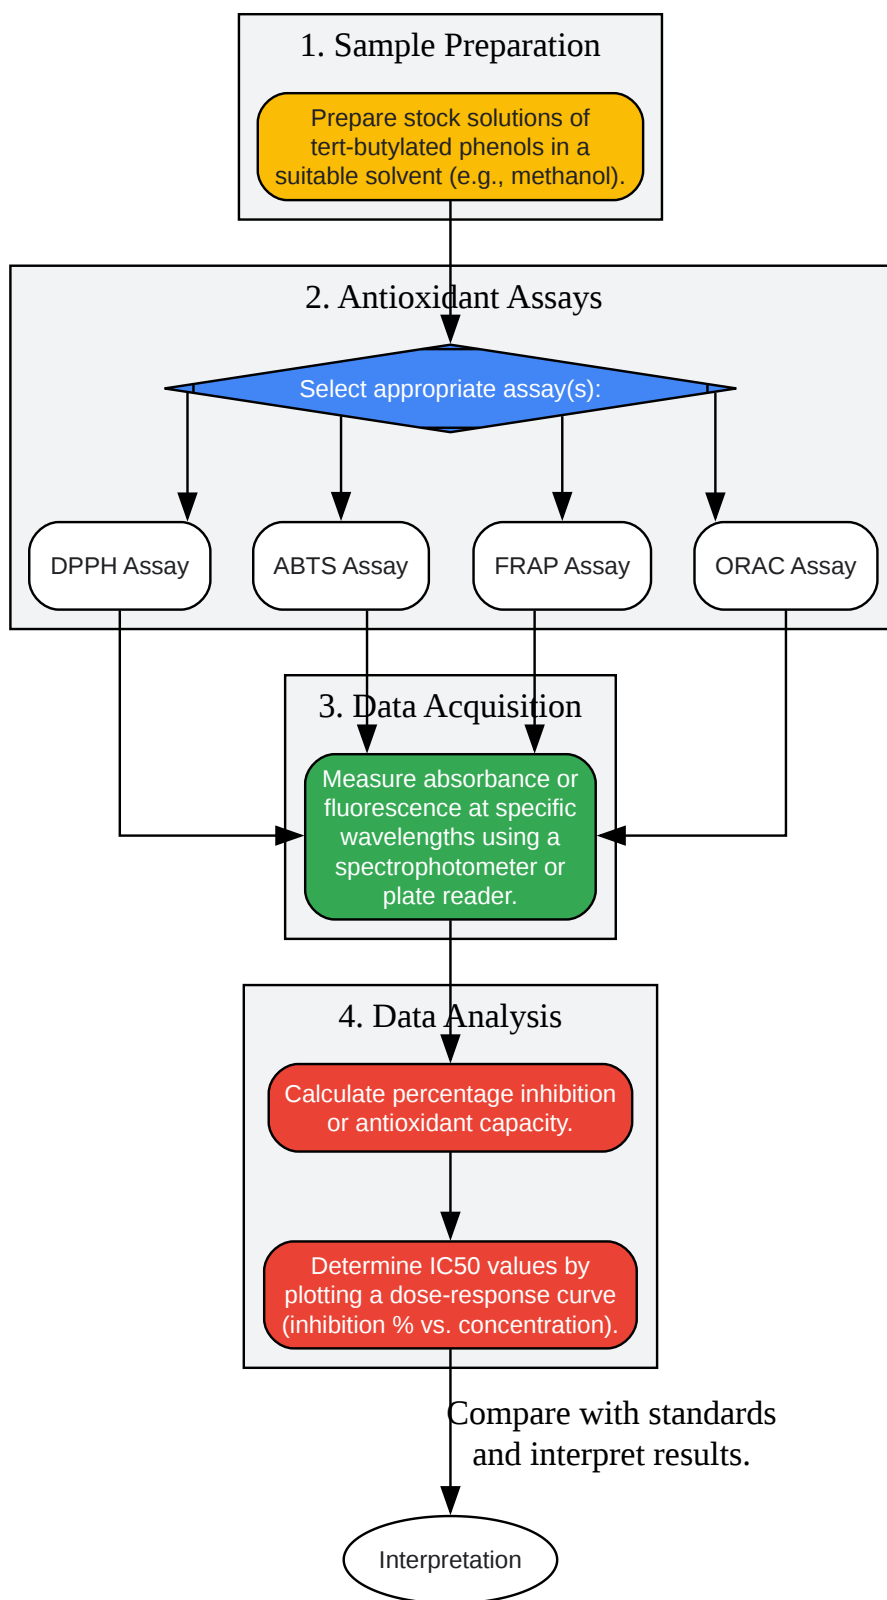 1. Sample Preparation
Prepare stock solutions of
tert-butylated phenols in a
suitable solvent (e.g., methanol).
2. Antioxidant Assays
Select appropriate assay(s):
DPPH Assay
ABTS Assay
FRAP Assay
ORAC Assay
3. Data Acquisition
Measure absorbance or
fluorescence at specific
wavelengths using a
spectrophotometer or
plate reader.
4. Data Analysis
Calculate percentage inhibition
or antioxidant capacity.
Determine IC50 values by
plotting a dose-response curve
(inhibition % vs. concentration).
Compare with standards
and interpret results.
Interpretation